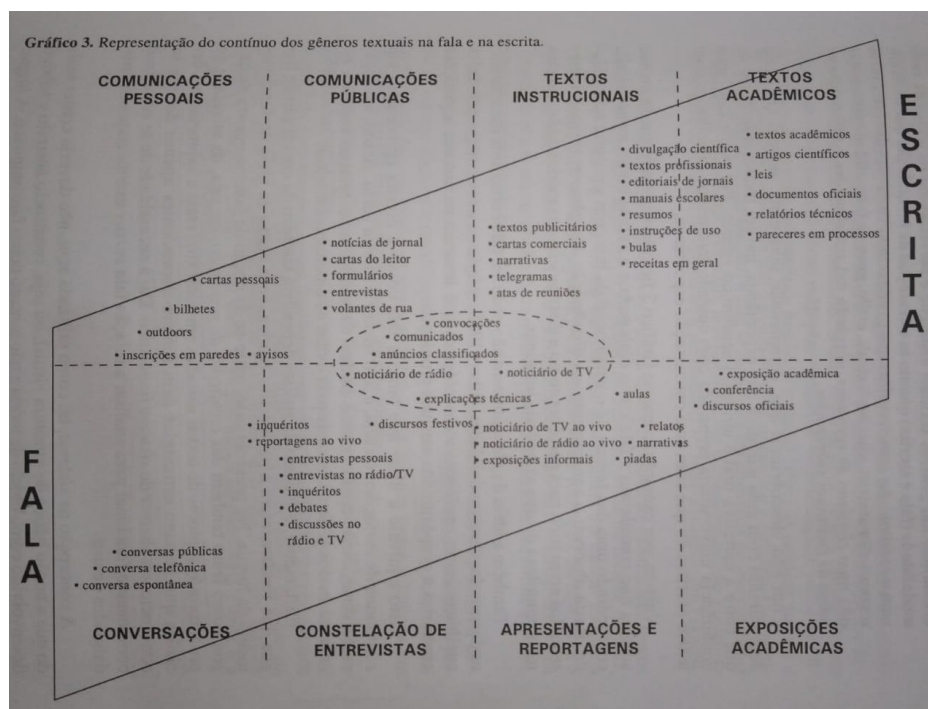 Gráfico 3. Representação do contínuo dos gêneros textuais na fala e na escrita.
COMUNICAÇÕES
PESSOAIS
COMUNICAÇÕES
PÚBLICAS
TEXTOS
INSTRUCIONAIS
TEXTOS
ACADÊMICOS
ESCRITA
• textos acadêmicos
• artigos científicos
• leis
• documentos oficiais
• relatórios técnicos
• pareceres em processos
• divulgação científica
• textos profissionais
• editoriais de jornais
• manuais escolares
• resumos
• instruções de uso
• bulas
• receitas em geral
• textos publicitários
• cartas comerciais
• narrativas
• telegramas
• atas de reuniões
• notícias de jornal
• cartas do leitor
• formulários
• entrevistas
• volantes de rua
• cartas pessoais
• bilhetes
• outdoors
• inscrições em paredes • avisos
• convocações
• comunicados
• anúncios classificados
• noticiário de rádio
• noticiário de TV
• explicações técnicas
• exposição acadêmica
• conferência
• discursos oficiais
• aulas
• inquéritos
• reportagens ao vivo
• discursos festivos
• entrevistas pessoais
• entrevistas no rádio/TV
• inquéritos
• debates
• discussões no
rádio e TV
• noticiário de TV ao vivo
• noticiário de rádio ao vivo
• exposições informais
• relatos
• narrativas
• piadas
FALA
• conversas públicas
• conversa telefônica
• conversa espontânea
CONVERSAÇÕES
CONSTELAÇÃO DE
ENTREVISTAS
APRESENTAÇÕES E
REPORTAGENS
EXPOSIÇÕES
ACADÊMICAS